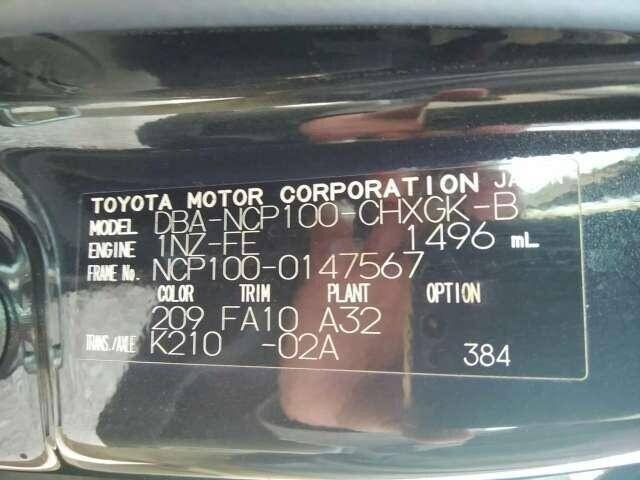 TOYOTA MOTOR CORPORATION JAPAN
MODEL DBA-NCP100-CHXGK-B
ENGINE 1NZ-FE 1496 mL
FRAME No. NCP100-0147567
COLOR TRIM PLANT OPTION
209 FA10 A32
TRANS./AXLE K210 -02A 384